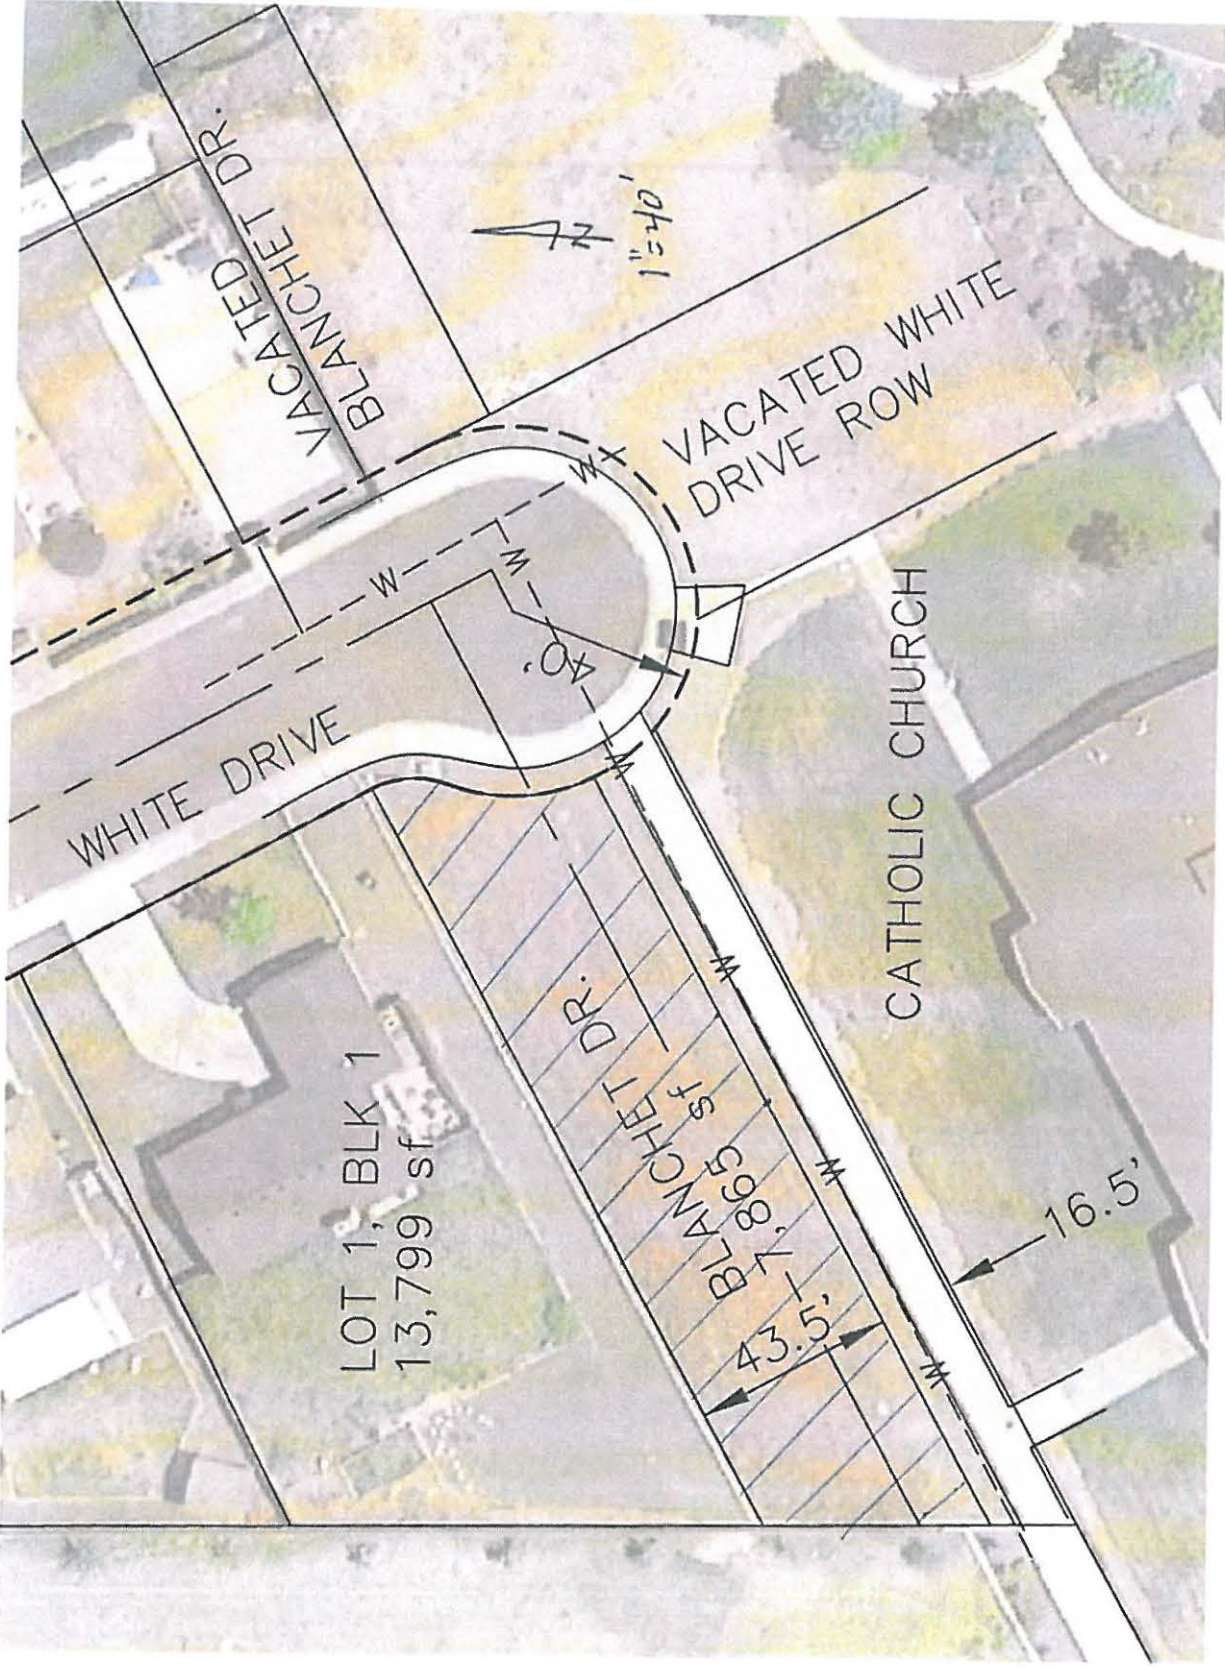 VACATED
BLANCHET DR.
N
1"=40'
VACATED WHITE
DRIVE ROW
W
W
W
WHITE DRIVE
40'
W
W
W
W
CATHOLIC CHURCH
LOT 1, BLK 1
13,799 sf
BLANCHET DR.
7,865 sf
43.5'
16.5'